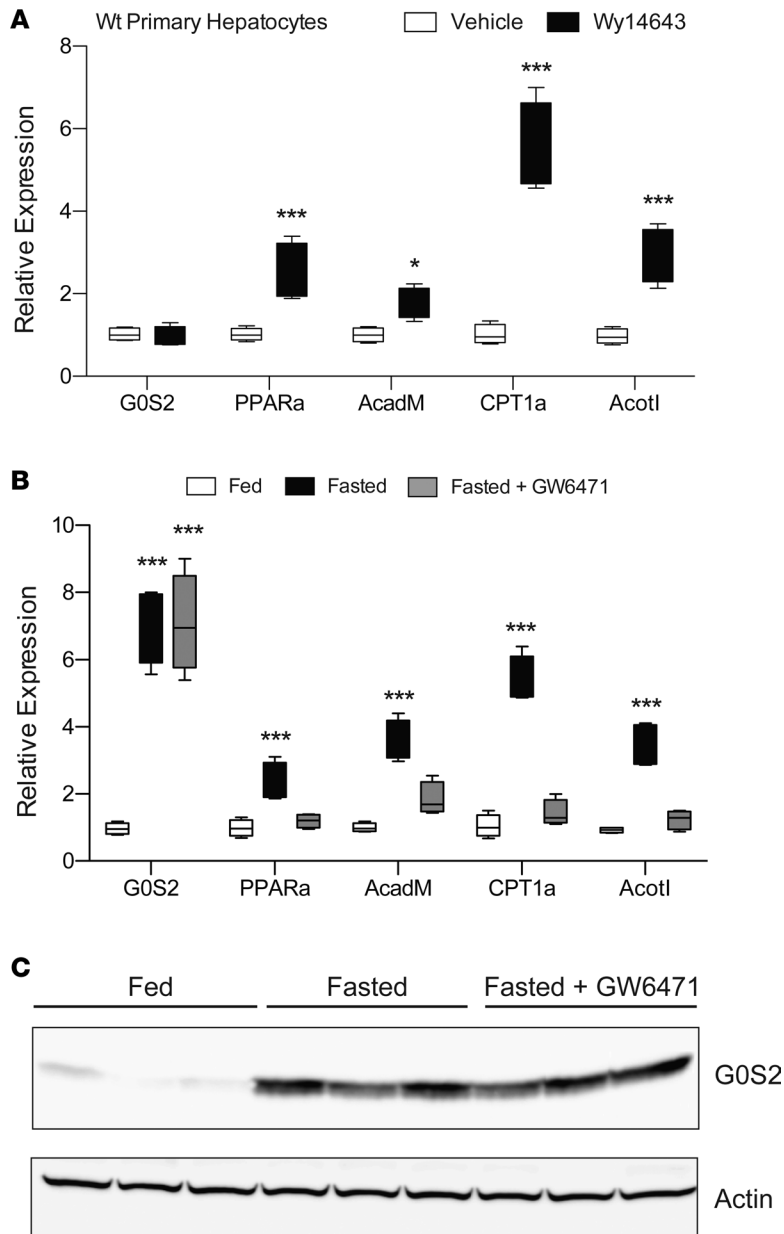 A
Wt Primary Hepatocytes Vehicle Wy14643
Relative Expression
8
6
4
2
0
***
*
***
***
G0S2 PPARa AcadM CPT1a AcotI
B
Fed Fasted Fasted + GW6471
Relative Expression
10
8
6
4
2
0
*** ***
***
***
***
***
G0S2 PPARa AcadM CPT1a AcotI
C
Fed Fasted Fasted + GW6471
G0S2
Actin